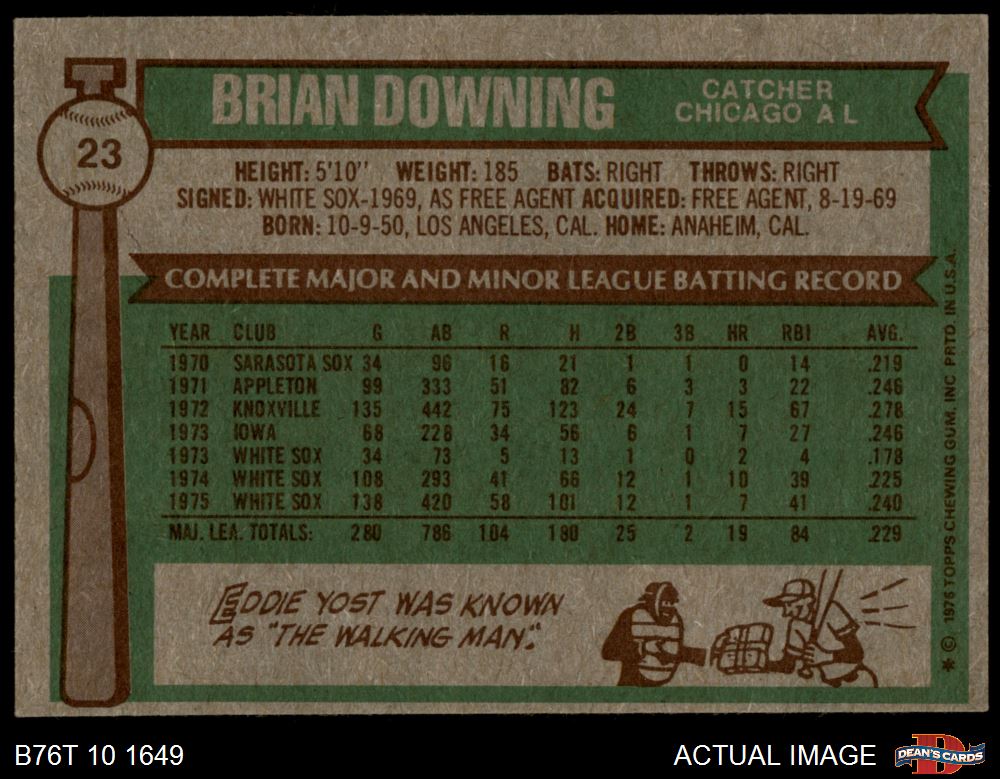 BRIAN DOWNING
CATCHER
CHICAGO A L
23
HEIGHT: 5'10" WEIGHT: 185 BATS: RIGHT THROWS: RIGHT
SIGNED: WHITE SOX-1969, AS FREE AGENT ACQUIRED: FREE AGENT, 8-19-69
BORN: 10-9-50, LOS ANGELES, CAL. HOME: ANAHEIM, CAL.
COMPLETE MAJOR AND MINOR LEAGUE BATTING RECORD
YEAR CLUB G AB R H 2B 3B HR RBI AVG.
1970 SARASOTA SOX 34 96 16 21 1 1 0 14 .219
1971 APPLETON 99 333 51 82 6 3 3 22 .246
1972 KNOXVILLE 135 442 75 123 24 7 15 67 .278
1973 IOWA 68 228 34 56 6 1 7 27 .246
1973 WHITE SOX 34 73 5 13 1 0 2 4 .178
1974 WHITE SOX 108 293 41 66 12 1 10 39 .225
1975 WHITE SOX 138 420 58 101 12 1 7 41 .240
MAJ. LEA. TOTALS: 280 786 104 180 25 2 19 84 .229
EDDIE YOST WAS KNOWN
AS "THE WALKING MAN."
* © 1976 TOPPS CHEWING GUM, INC. PRTD. IN U.S.A.
B76T 10 1649
ACTUAL IMAGE
DEAN'S CARDS